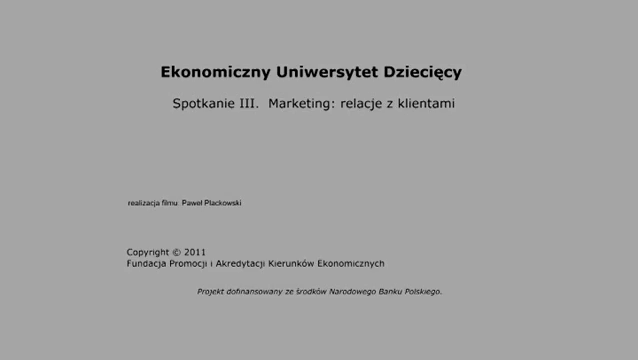 Ekonomiczny Uniwersytet Dziecięcy
Spotkanie III. Marketing: relacje z klientami
realizacja filmu: Paweł Płackowski
Copyright © 2011
Fundacja Promocji i Akredytacji Kierunków Ekonomicznych
Projekt dofinansowany ze środków Narodowego Banku Polskiego.